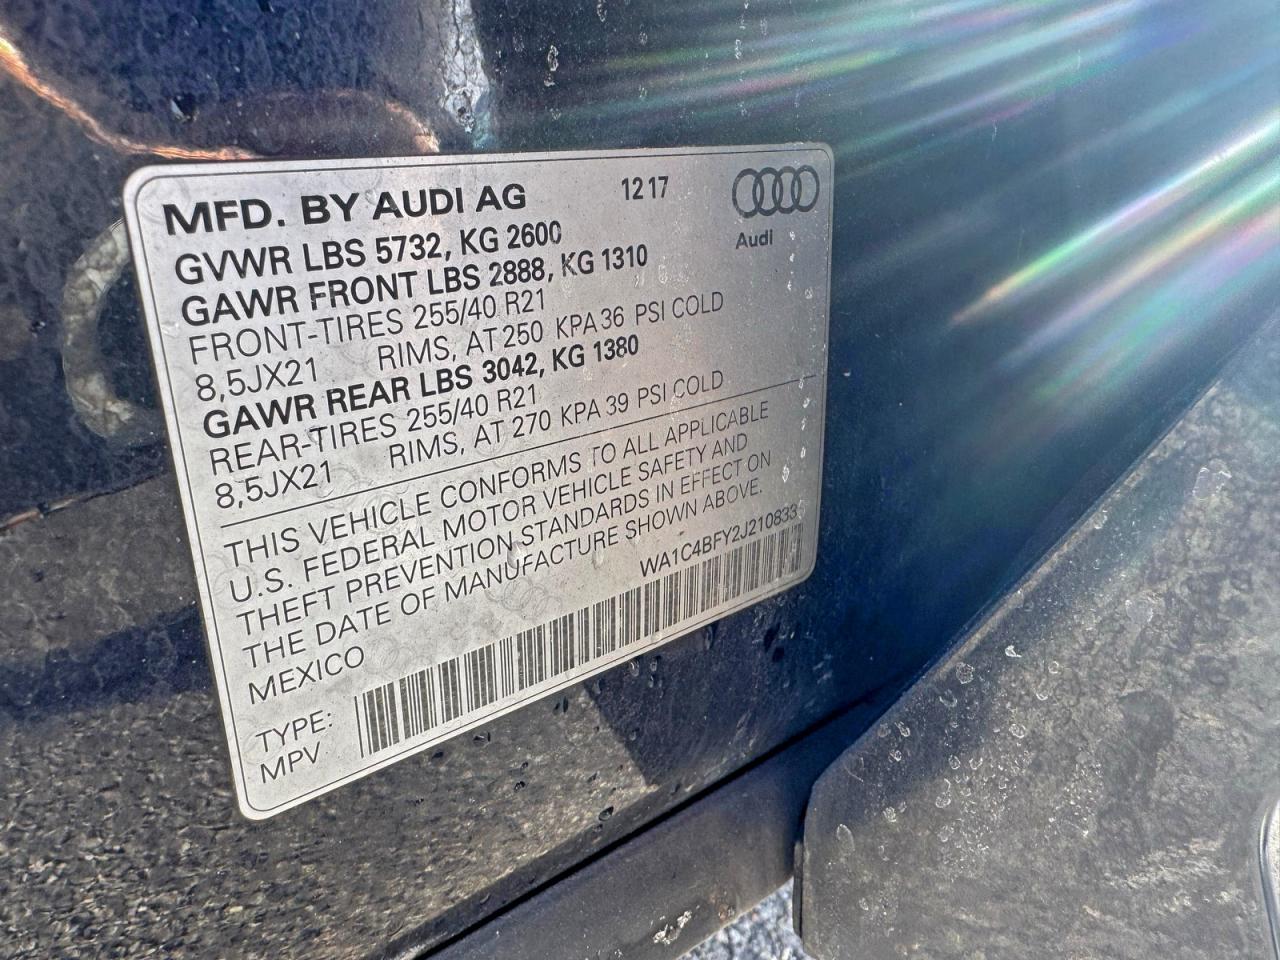 MFD. BY AUDI AG 12 17
Audi
GVWR LBS 5732, KG 2600
GAWR FRONT LBS 2888, KG 1310
FRONT-TIRES 255/40 R21
8,5JX21 RIMS, AT 250 KPA 36 PSI COLD
GAWR REAR LBS 3042, KG 1380
REAR-TIRES 255/40 R21
8,5JX21 RIMS, AT 270 KPA 39 PSI COLD
THIS VEHICLE CONFORMS TO ALL APPLICABLE
U.S. FEDERAL MOTOR VEHICLE SAFETY AND
THEFT PREVENTION STANDARDS IN EFFECT ON
THE DATE OF MANUFACTURE SHOWN ABOVE.
MEXICO WA1C4BFY2J210833
TYPE:
MPV